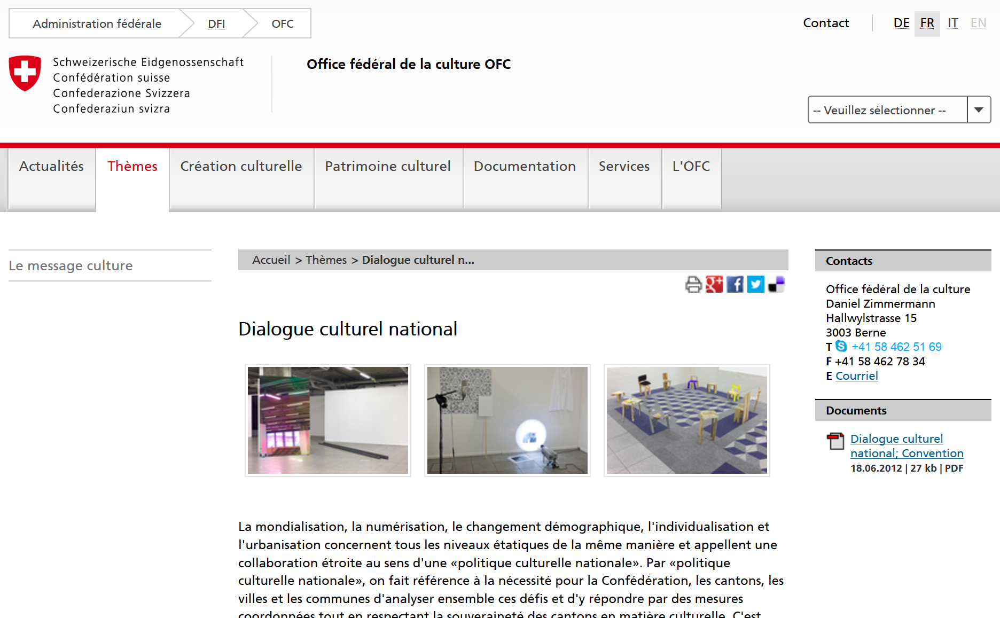 Administration fédérale
DFI
OFC
Contact
DE
FR
IT
EN
Schweizerische Eidgenossenschaft
Confédération suisse
Confederazione Svizzera
Confederaziun svizra
Office fédéral de la culture OFC
-- Veuillez sélectionner --
Actualités
Thèmes
Création culturelle
Patrimoine culturel
Documentation
Services
L'OFC
Le message culture
Accueil > Thèmes > Dialogue culturel n...
Dialogue culturel national
La mondialisation, la numérisation, le changement démographique, l'individualisation et
l'urbanisation concernent tous les niveaux étatiques de la même manière et appellent une
collaboration étroite au sens d'une «politique culturelle nationale». Par «politique
culturelle nationale», on fait référence à la nécessité pour la Confédération, les cantons, les
villes et les communes d'analyser ensemble ces défis et d'y répondre par des mesures
coordonnées tout en respectant la souveraineté des cantons en matière culturelle. C'est
Contacts
Office fédéral de la culture
Daniel Zimmermann
Hallwylstrasse 15
3003 Berne
T +41 58 462 51 69
F +41 58 462 78 34
E Courriel
Documents
Dialogue culturel
national; Convention
18.06.2012 | 27 kb | PDF